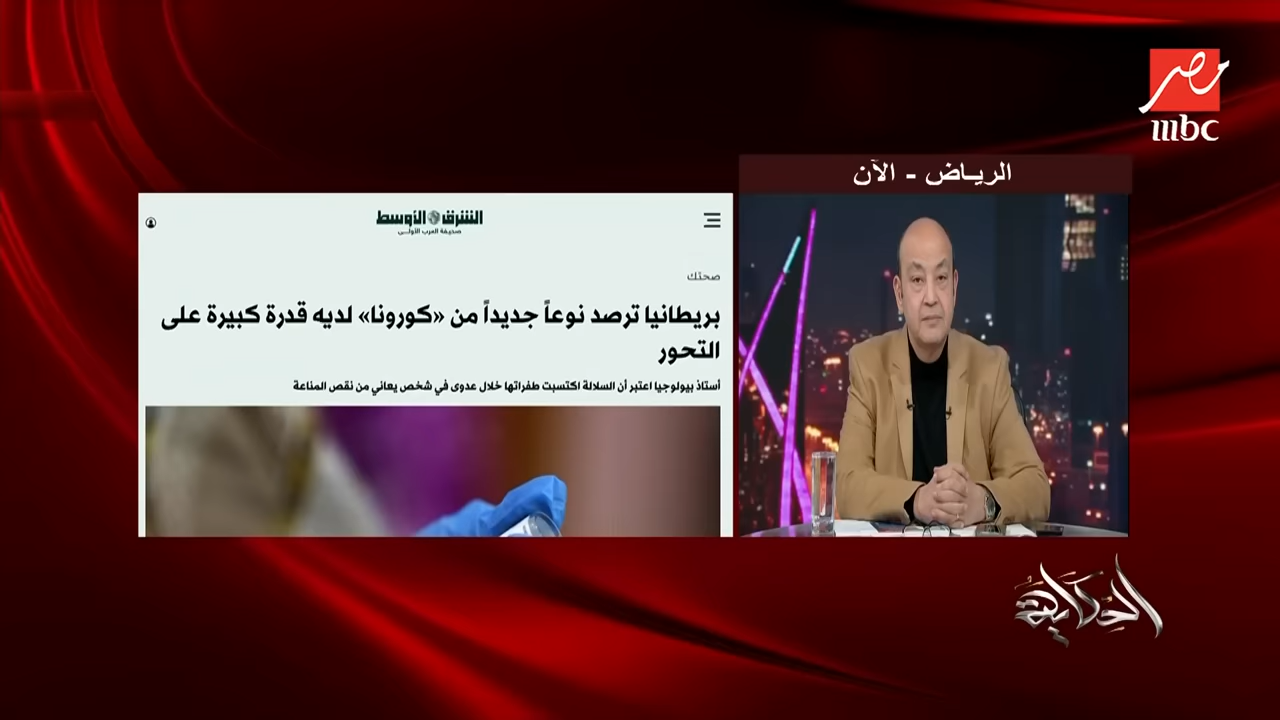 مصر
mbc
الرياض - الآن
الشرق الأوسط
صحيفة العرب الأولى
صحتك
بريطانيا ترصد نوعاً جديداً من «كورونا» لديه قدرة كبيرة على
التحور
أستاذ بيولوجيا اعتبر أن السلالة اكتسبت طفراتها خلال عدوى في شخص يعاني من نقص المناعة
الحكاية